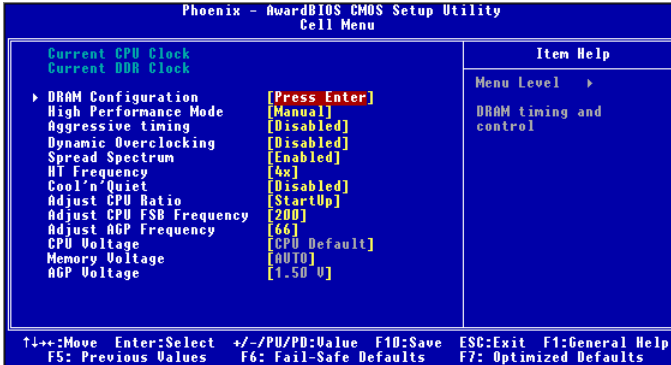 Phoenix - AwardBIOS CMOS Setup Utility
Cell Menu
Current CPU Clock
Current DDR Clock
DRAM Configuration [Press Enter]
High Performance Mode [Manual]
Aggressive timing [Disabled]
Dynamic Overclocking [Disabled]
Spread Spectrum [Enabled]
HT Frequency [4x]
Cool'n'Quiet [Disabled]
Adjust CPU Ratio [StartUp]
Adjust CPU FSB Frequency [200]
Adjust AGP Frequency [66]
CPU Voltage [CPU Default]
Memory Voltage [AUTO]
AGP Voltage [1.50 V]
Item Help
Menu Level ▸
DRAM timing and
control
↑↓→←:Move Enter:Select +/-/PU/PD:Value F10:Save ESC:Exit F1:General Help
F5: Previous Values F6: Fail-Safe Defaults F7: Optimized Defaults